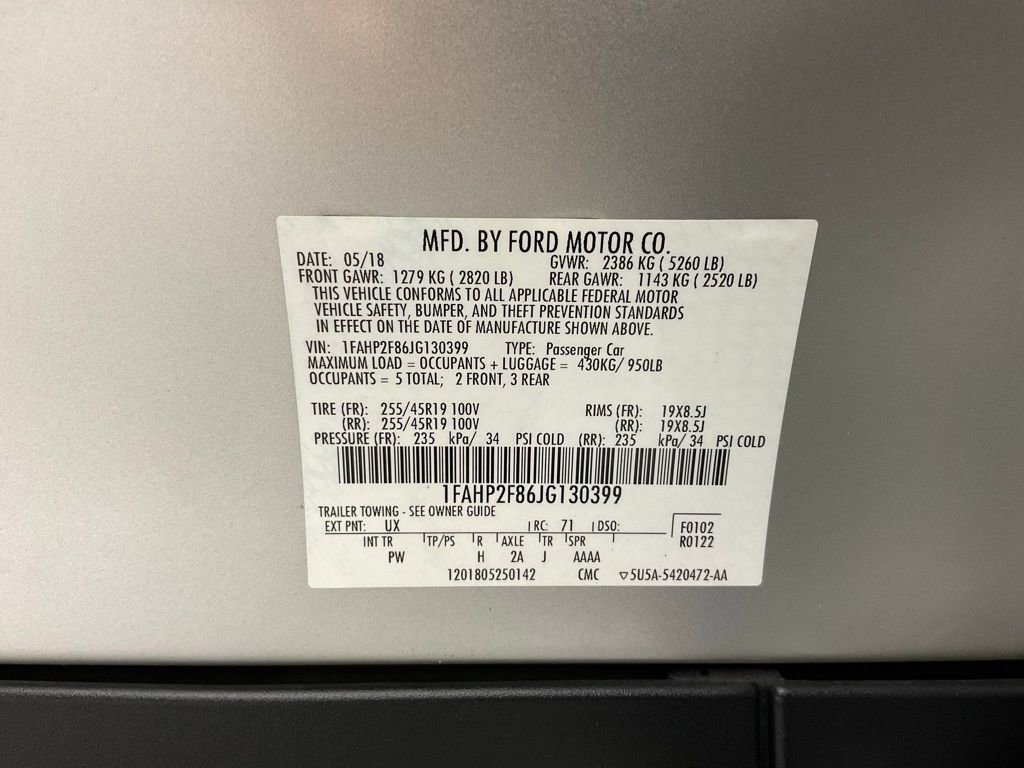 MFD. BY FORD MOTOR CO.
DATE: 05/18 GVWR: 2386 KG ( 5260 LB)
FRONT GAWR: 1279 KG ( 2820 LB) REAR GAWR: 1143 KG ( 2520 LB)
THIS VEHICLE CONFORMS TO ALL APPLICABLE FEDERAL MOTOR
VEHICLE SAFETY, BUMPER, AND THEFT PREVENTION STANDARDS
IN EFFECT ON THE DATE OF MANUFACTURE SHOWN ABOVE.
VIN: 1FAHP2F86JG130399 TYPE: Passenger Car
MAXIMUM LOAD = OCCUPANTS + LUGGAGE = 430KG/ 950LB
OCCUPANTS = 5 TOTAL; 2 FRONT, 3 REAR
TIRE (FR): 255/45R19 100V RIMS (FR): 19X8.5J
(RR): 255/45R19 100V (RR): 19X8.5J
PRESSURE (FR): 235 kPa/ 34 PSI COLD (RR): 235 kPa/ 34 PSI COLD
1FAHP2F86JG130399
TRAILER TOWING - SEE OWNER GUIDE
EXT PNT: UX RC: 71 DSO: F0102
INT TR TP/PS R AXLE TR SPR R0122
PW H 2A J AAAA
1201805250142 CMC ▽5U5A-5420472-AA